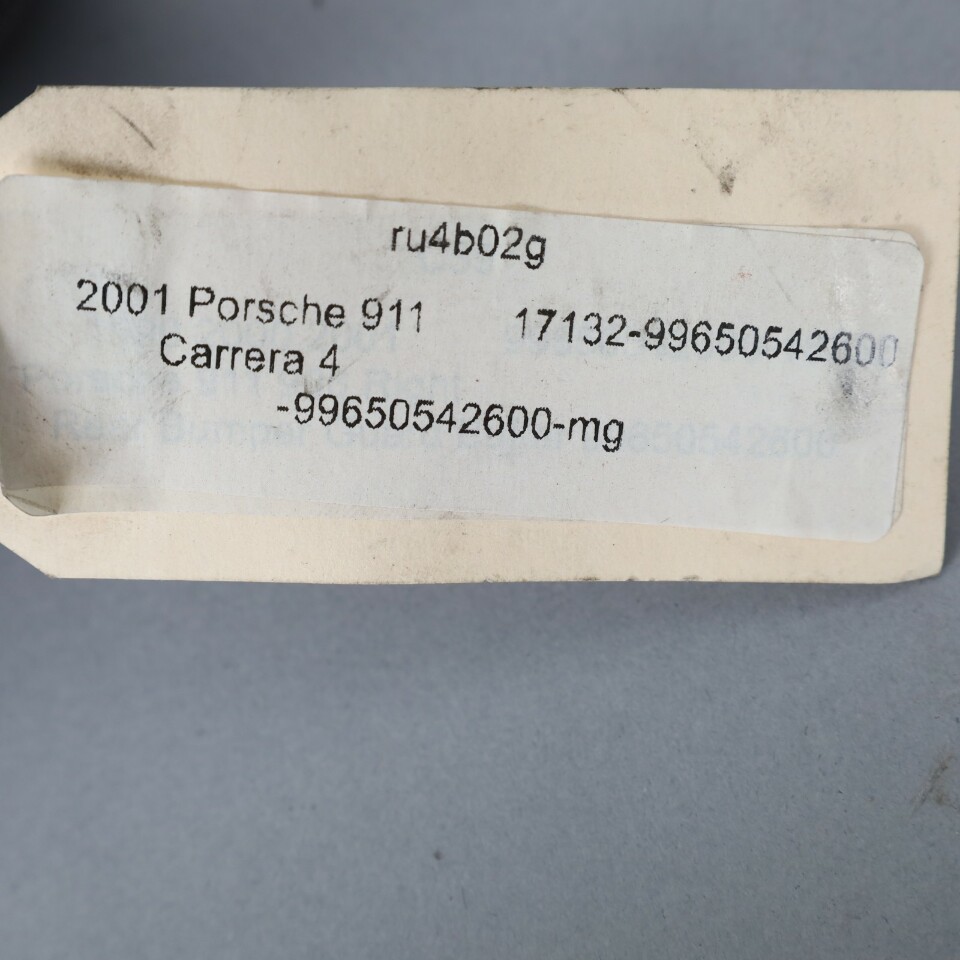 ru4b02g
2001 Porsche 911 17132-99650542600
Carrera 4
-99650542600-mg